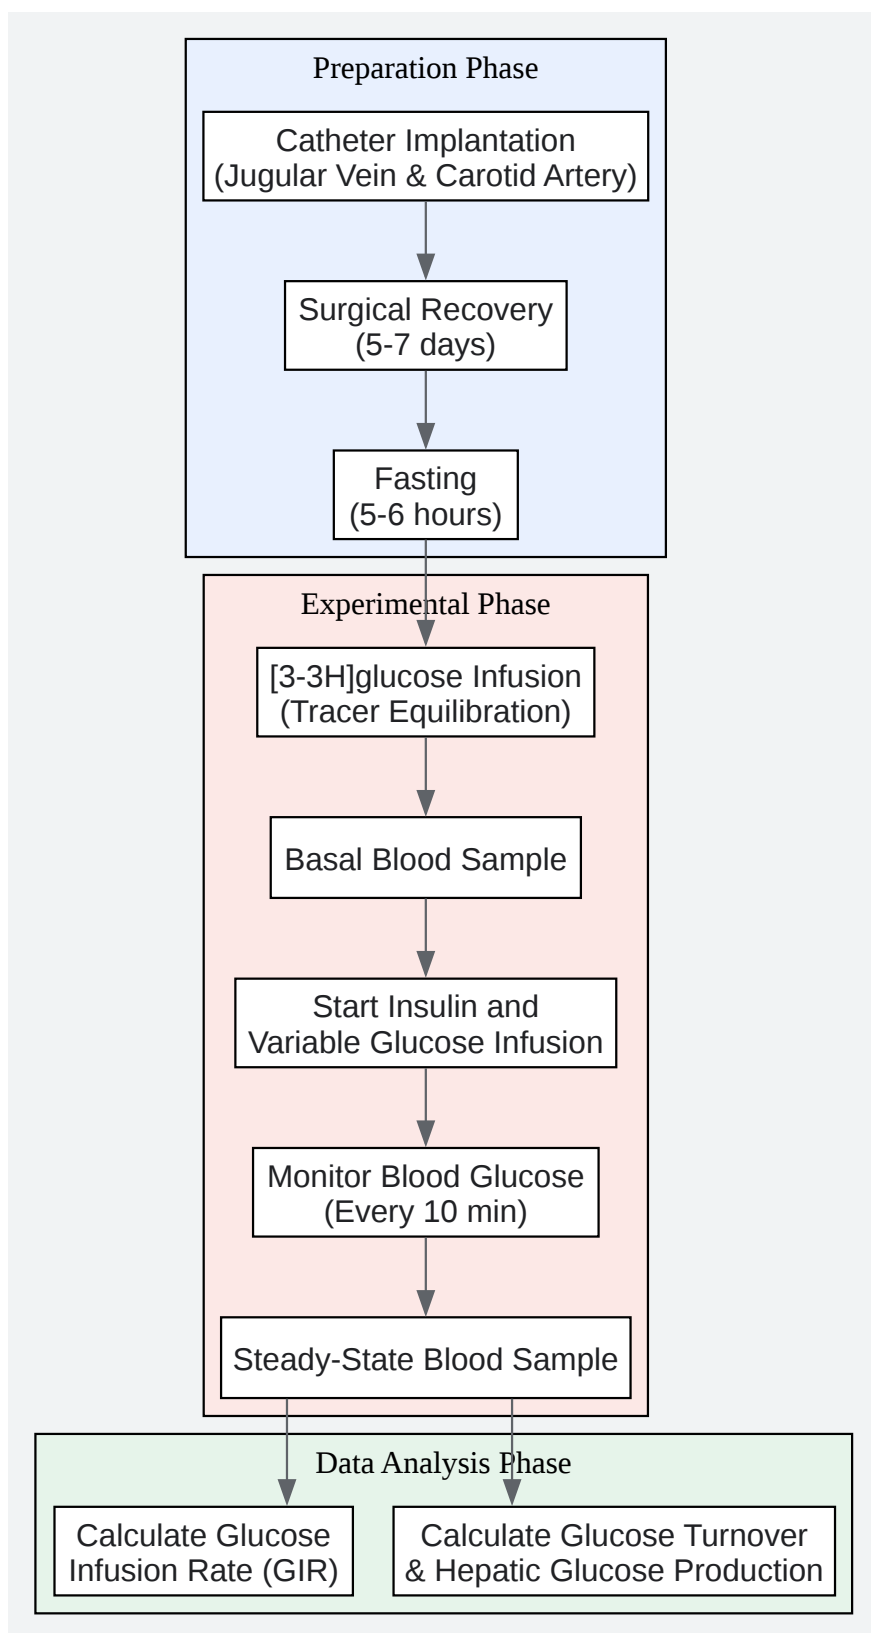 Preparation Phase
Catheter Implantation
(Jugular Vein & Carotid Artery)
Surgical Recovery
(5-7 days)
Fasting
(5-6 hours)
Experimental Phase
[3-3H]glucose Infusion
(Tracer Equilibration)
Basal Blood Sample
Start Insulin and
Variable Glucose Infusion
Monitor Blood Glucose
(Every 10 min)
Steady-State Blood Sample
Data Analysis Phase
Calculate Glucose
Infusion Rate (GIR)
Calculate Glucose Turnover
& Hepatic Glucose Production